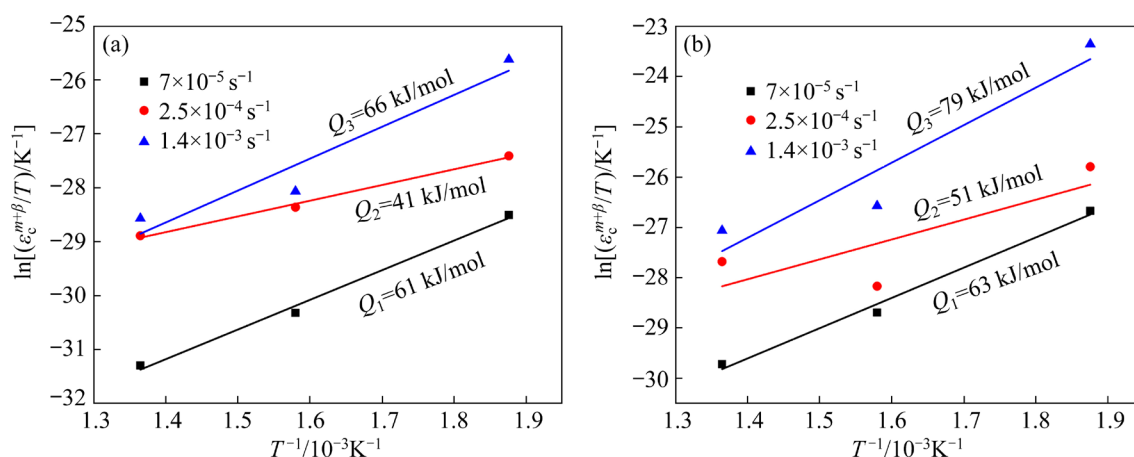 (a)
7×10⁻⁵ s⁻¹
2.5×10⁻⁴ s⁻¹
1.4×10⁻³ s⁻¹
Q₃=66 kJ/mol
Q₂=41 kJ/mol
Q₁=61 kJ/mol
−25
−26
−27
−28
−29
−30
−31
−32
1.3
1.4
1.5
1.6
1.7
1.8
1.9
ln[(ε_c^{m+β}/T)/K⁻¹]
T⁻¹/10⁻³K⁻¹
(b)
7×10⁻⁵ s⁻¹
2.5×10⁻⁴ s⁻¹
1.4×10⁻³ s⁻¹
Q₃=79 kJ/mol
Q₂=51 kJ/mol
Q₁=63 kJ/mol
−23
−24
−25
−26
−27
−28
−29
−30
1.3
1.4
1.5
1.6
1.7
1.8
1.9
ln[(ε_c^{m+β}/T)/K⁻¹]
T⁻¹/10⁻³K⁻¹